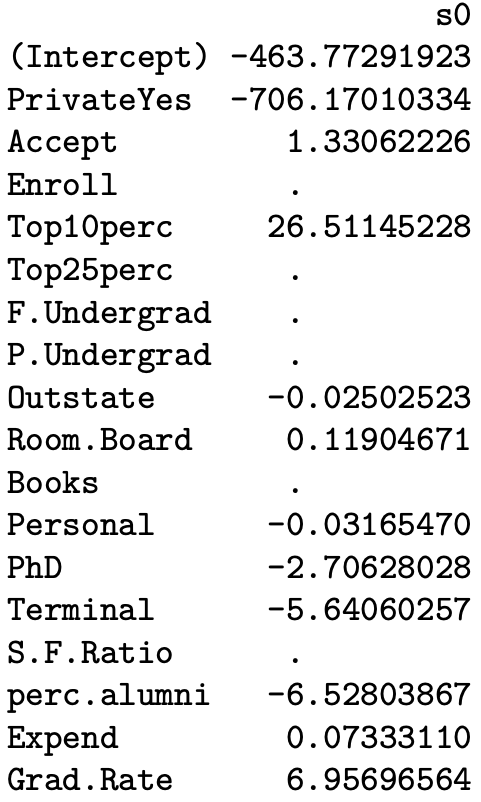 s0
(Intercept) -463.77291923
PrivateYes -706.17010334
Accept 1.33062226
Enroll .
Top10perc 26.51145228
Top25perc .
F.Undergrad .
P.Undergrad .
Outstate -0.02502523
Room.Board 0.11904671
Books .
Personal -0.03165470
PhD -2.70628028
Terminal -5.64060257
S.F.Ratio .
perc.alumni -6.52803867
Expend 0.07333110
Grad.Rate 6.95696564